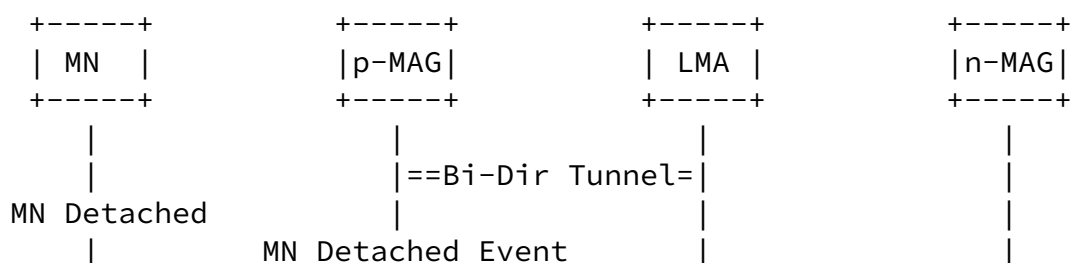 +-----+                +-----+                +-----+                +-----+
| MN  |                |p-MAG|                | LMA |                |n-MAG|
+-----+                +-----+                +-----+                +-----+
   |                      |                      |                      |
   |                      |==Bi-Dir Tunnel=|                      |
MN Detached               |                      |                      |
   |             MN Detached Event               |                      |